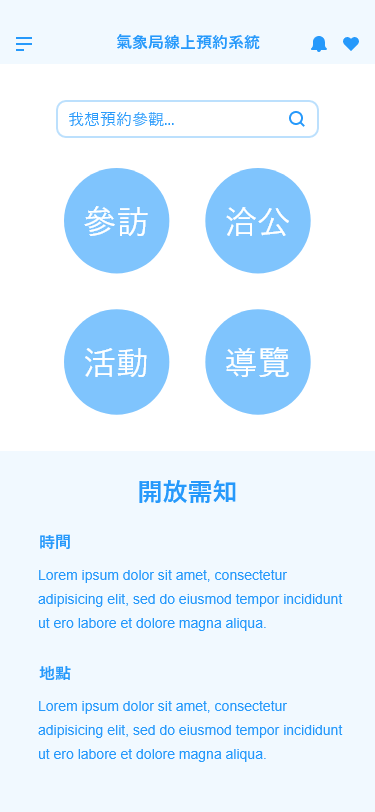 氣象局線上預約系統
我想預約參觀...
參訪
洽公
活動
導覽
開放需知
時間
Lorem ipsum dolor sit amet, consectetur
adipisicing elit, sed do eiusmod tempor incididunt
ut ero labore et dolore magna aliqua.
地點
Lorem ipsum dolor sit amet, consectetur
adipisicing elit, sed do eiusmod tempor incididunt
ut ero labore et dolore magna aliqua.